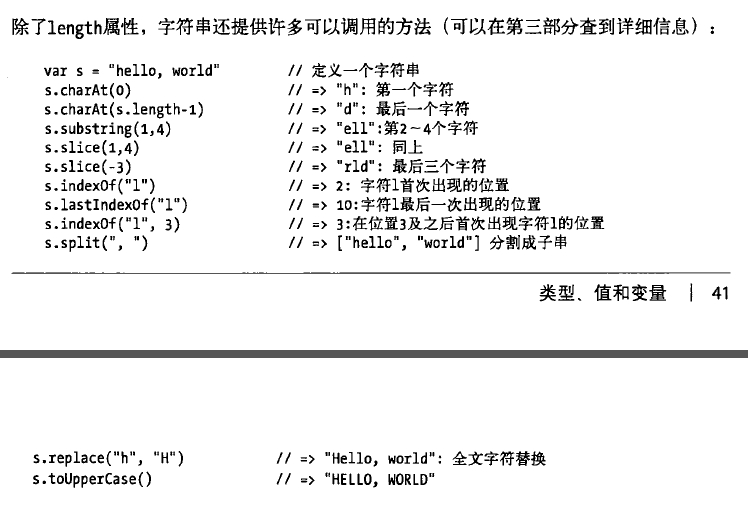 除了length属性，字符串还提供许多可以调用的方法（可以在第三部分查到详细信息）：
var s = "hello, world" // 定义一个字符串
s.charAt(0) // => "h": 第一个字符
s.charAt(s.length-1) // => "d": 最后一个字符
s.substring(1,4) // => "ell":第2～4个字符
s.slice(1,4) // => "ell": 同上
s.slice(-3) // => "rld": 最后三个字符
s.indexOf("l") // => 2: 字符l首次出现的位置
s.lastIndexOf("l") // => 10:字符l最后一次出现的位置
s.indexOf("l", 3) // => 3:在位置3及之后首次出现字符l的位置
s.split(", ") // => ["hello", "world"] 分割成子串
类型、值和变量 | 41
s.replace("h", "H") // => "Hello, world": 全文字符替换
s.toUpperCase() // => "HELLO, WORLD"